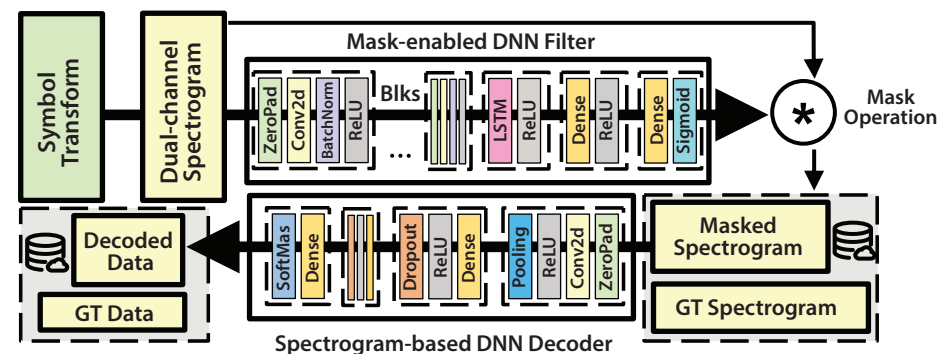 Mask-enabled DNN Filter
Symbol
Transform
Dual-channel
Spectrogram
ZeroPad
Conv2d
BatchNorm
ReLU
Blks
...
LSTM
ReLU
Dense
ReLU
Dense
Sigmoid
*
Mask
Operation
Decoded
Data
GT Data
SoftMas
Dense
Dropout
ReLU
Dense
Pooling
ReLU
Conv2d
ZeroPad
Masked
Spectrogram
GT Spectrogram
Spectrogram-based DNN Decoder